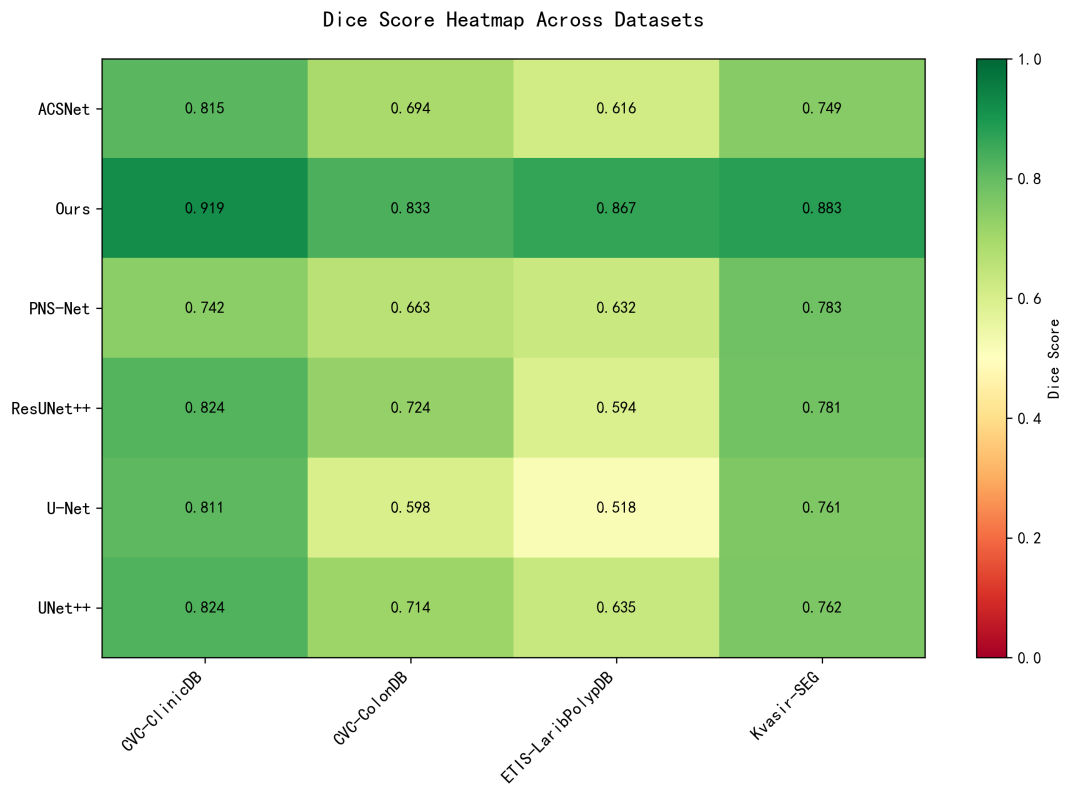 Dice Score Heatmap Across Datasets
ACSNet 0.815 0.694 0.616 0.749
Ours 0.919 0.833 0.867 0.883
PNS-Net 0.742 0.663 0.632 0.783
ResUNet++ 0.824 0.724 0.594 0.781
U-Net 0.811 0.598 0.518 0.761
UNet++ 0.824 0.714 0.635 0.762
CVC-ClinicDB CVC-ColonDB ETIS-LaribPolypDB Kvasir-SEG
1.0
0.8
0.6
0.4
0.2
0.0
Dice Score